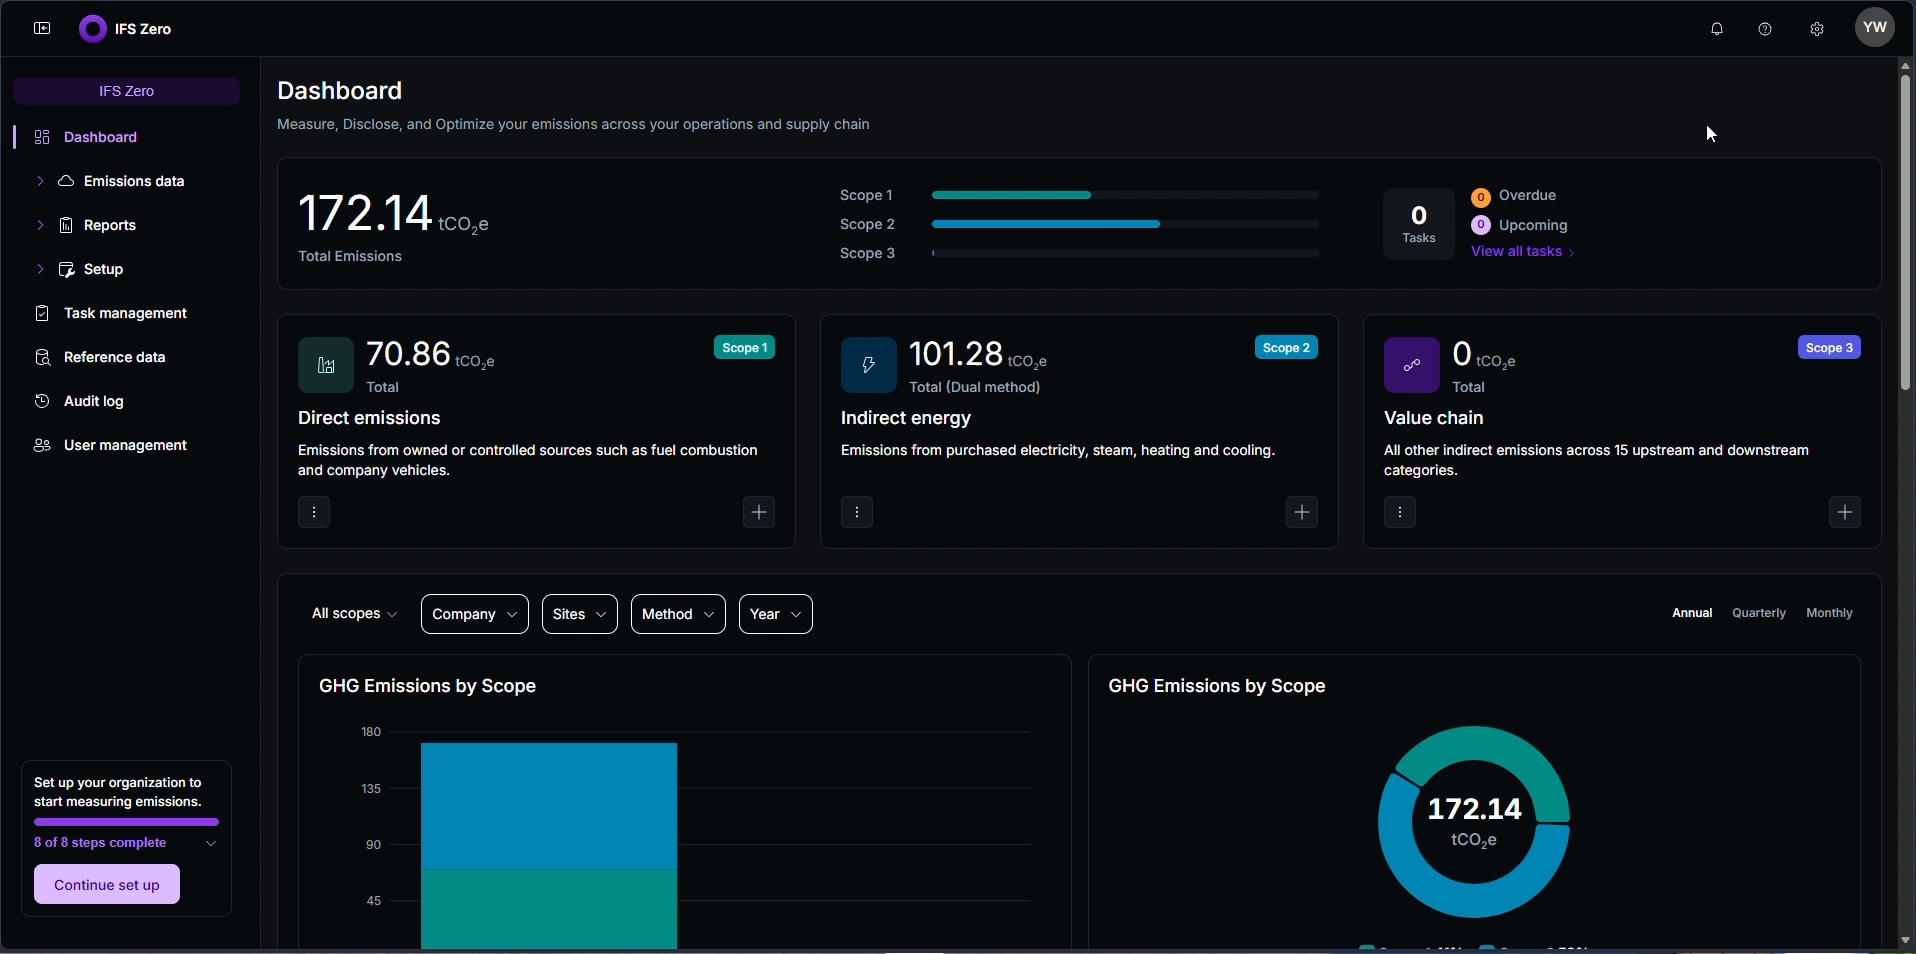 IFS Zero
YW
IFS Zero
Dashboard
Emissions data
Reports
Setup
Task management
Reference data
Audit log
User management
Set up your organization to
start measuring emissions.
8 of 8 steps complete
Continue set up
Dashboard
Measure, Disclose, and Optimize your emissions across your operations and supply chain
172.14 tCO₂e
Total Emissions
Scope 1
Scope 2
Scope 3
0
Tasks
0 Overdue
0 Upcoming
View all tasks
70.86 tCO₂e
Total
Scope 1
Direct emissions
Emissions from owned or controlled sources such as fuel combustion
and company vehicles.
101.28 tCO₂e
Total (Dual method)
Scope 2
Indirect energy
Emissions from purchased electricity, steam, heating and cooling.
0 tCO₂e
Total
Scope 3
Value chain
All other indirect emissions across 15 upstream and downstream
categories.
All scopes Company Sites Method Year
Annual Quarterly Monthly
GHG Emissions by Scope
180
135
90
45
GHG Emissions by Scope
172.14
tCO₂e